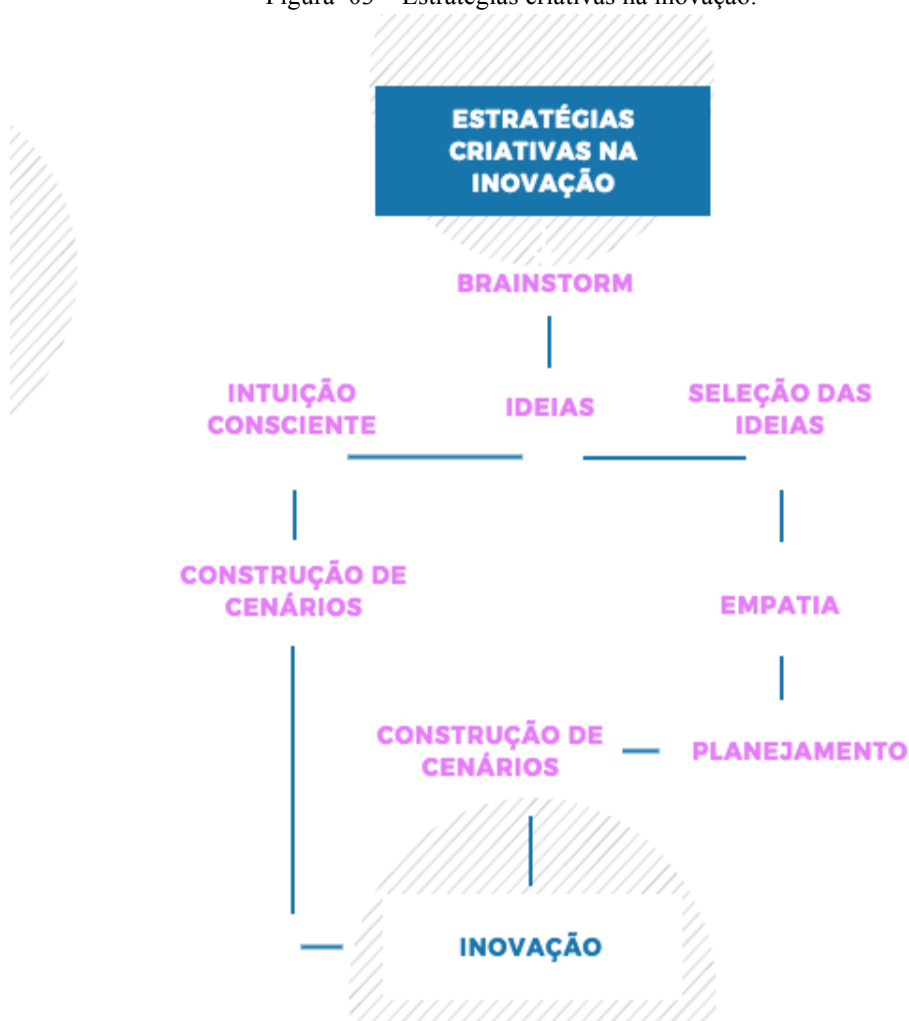 Figura 03 – Estratégias criativas na inovação.
ESTRATÉGIAS
CRIATIVAS NA
INOVAÇÃO
BRAINSTORM
INTUIÇÃO
CONSCIENTE
IDEIAS
SELEÇÃO DAS
IDEIAS
CONSTRUÇÃO DE
CENÁRIOS
EMPATIA
CONSTRUÇÃO DE
CENÁRIOS
PLANEJAMENTO
INOVAÇÃO